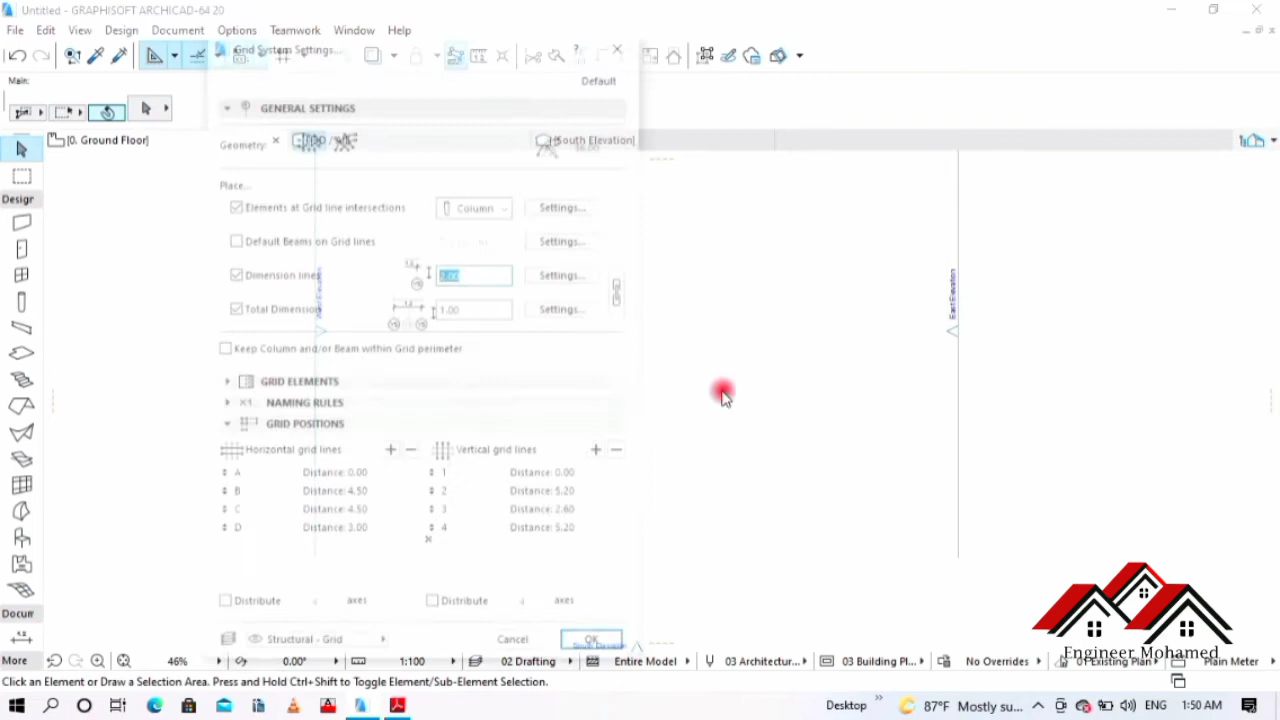 Untitled - GRAPHISOFT ARCHICAD-64 20
File Edit View Design Document Options Teamwork Window Help
Grid System Settings
?
Main:
Default
GENERAL SETTINGS
[0. Ground Floor]
Geometry:
[South Elevation]
Place...
Design
Elements at Grid line intersections Column Settings...
Default Beams on Grid lines Settings...
Dimension lines 2.00 Settings...
East Elevation
Total Dimension 1.00 Settings...
Keep Column and/or Beam within Grid perimeter
GRID ELEMENTS
NAMING RULES
GRID POSITIONS
Horizontal grid lines + − Vertical grid lines + −
A Distance: 0.00 1 Distance: 0.00
B Distance: 4.50 2 Distance: 5.20
C Distance: 4.50 3 Distance: 2.60
D Distance: 3.00 4 Distance: 5.20
Distribute axes Distribute axes
Docum
Structural - Grid Cancel OK
South Elevation
Engineer Mohamed
More 46% 0.00° 1:100 02 Drafting Entire Model 03 Architectur... 03 Building Pl... No Overrides Existing Plan Plain Meter
Click an Element or Draw a Selection Area. Press and Hold Ctrl+Shift to Toggle Element/Sub-Element Selection.
Desktop 87°F Mostly su... ENG 1:50 AM